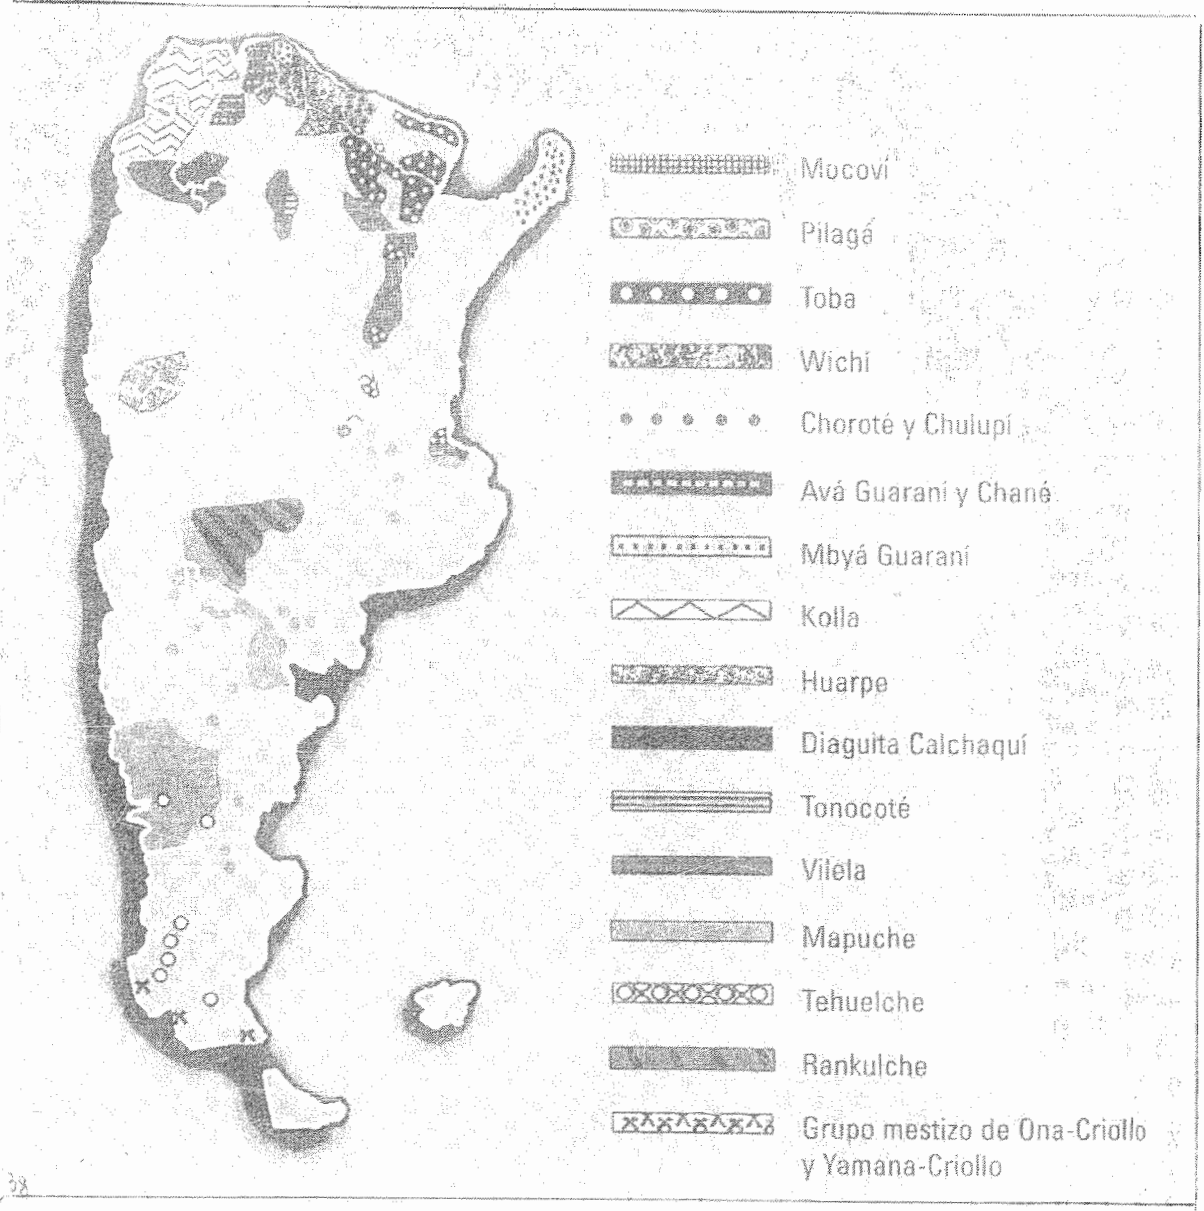 Mocoví
Pilagá
Toba
Wichí
Choroté y Chulupí
Avá Guaraní y Chané
Mbyá Guaraní
Kolla
Huarpe
Diaguita Calchaquí
Tonocoté
Vilela
Mapuche
Tehuelche
Rankulche
Grupo mestizo de Ona-Criollo
y Yamana-Criollo
38